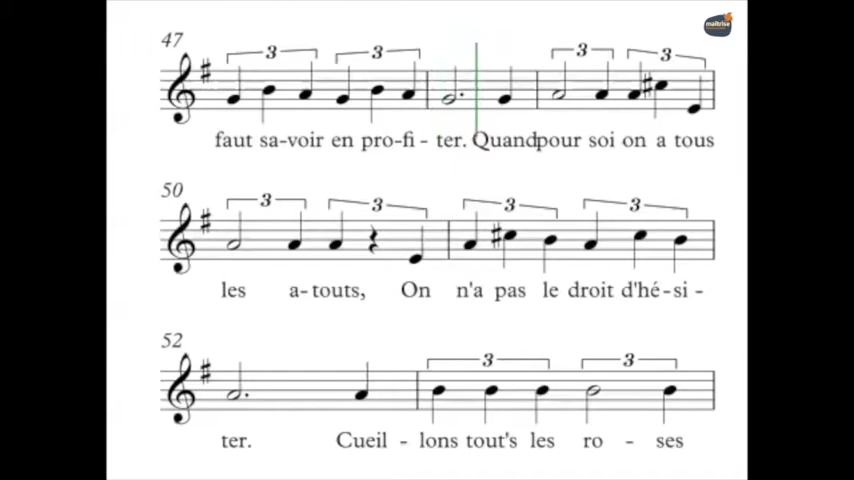 maîtrise
47
3 3 3 3
faut sa-voir en pro-fi - ter. Quand pour soi on a tous
50
3 3 3 3
les a-touts, On n'a pas le droit d'hé-si -
52
3 3
ter. Cueil - lons tout's les ro - ses